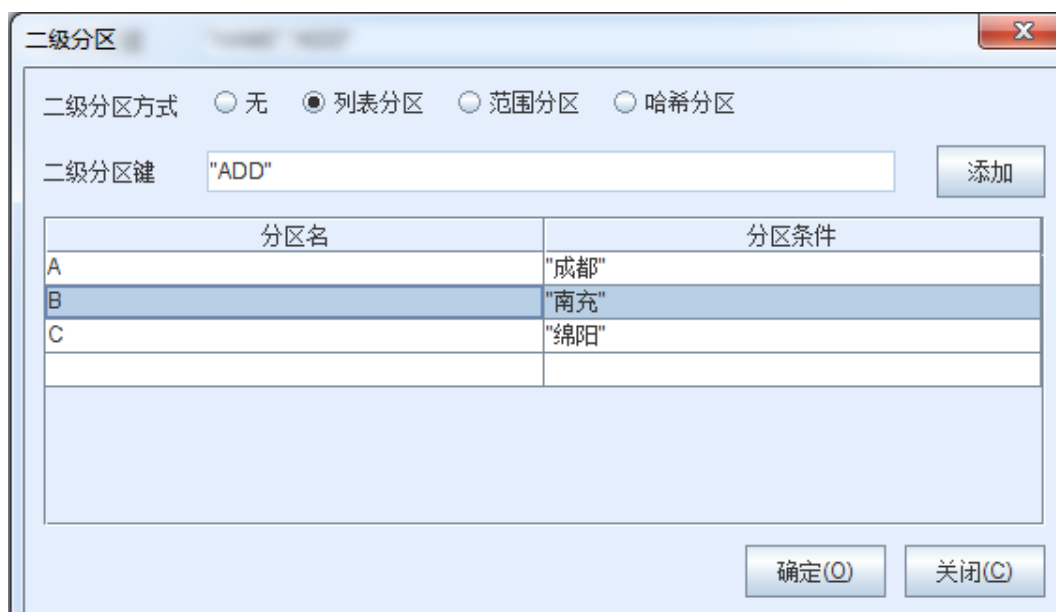 二级分区
二级分区方式 无 列表分区 范围分区 哈希分区
二级分区键 "ADD" 添加
分区名 分区条件
A "成都"
B "南充"
C "绵阳"
确定(O) 关闭(C)